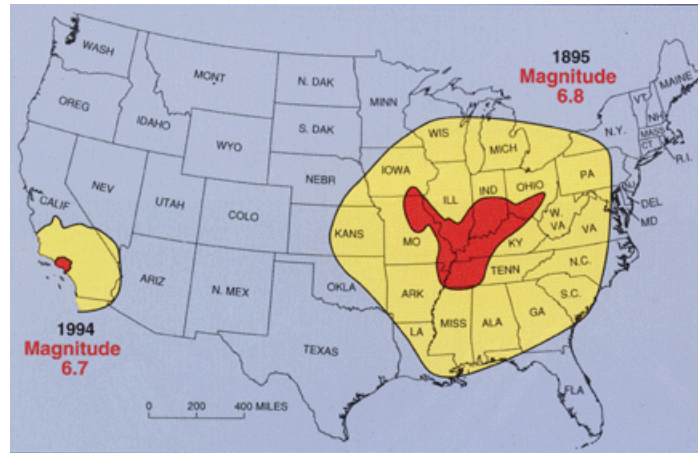 WASH
MONT
N. DAK
MINN
1895
Magnitude
6.8
MAINE
VT
NH
OREG
IDAHO
S. DAK
WIS
MICH
N.Y.
MASS
CT
R.I.
WYO
NEBR
IOWA
ILL
IND
OHIO
PA
NJ
DEL
MD
NEV
UTAH
COLO
CALIF
KANS
MO
KY
W.
VA
VA
TENN
N.C.
ARIZ
N. MEX
OKLA
ARK
MISS
ALA
GA
S.C.
LA
TEXAS
FLA
1994
Magnitude
6.7
0 200 400 MILES